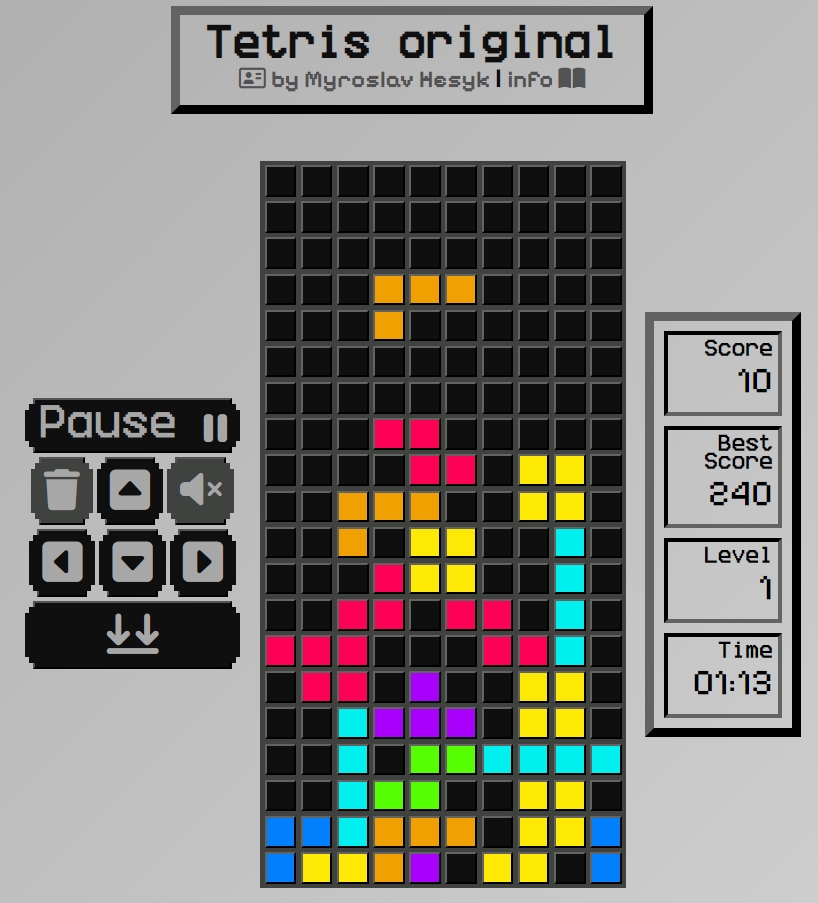 Tetris original
by Myroslav Hesyk | info
Pause
Score
10
Best
Score
240
Level
1
Time
01:13